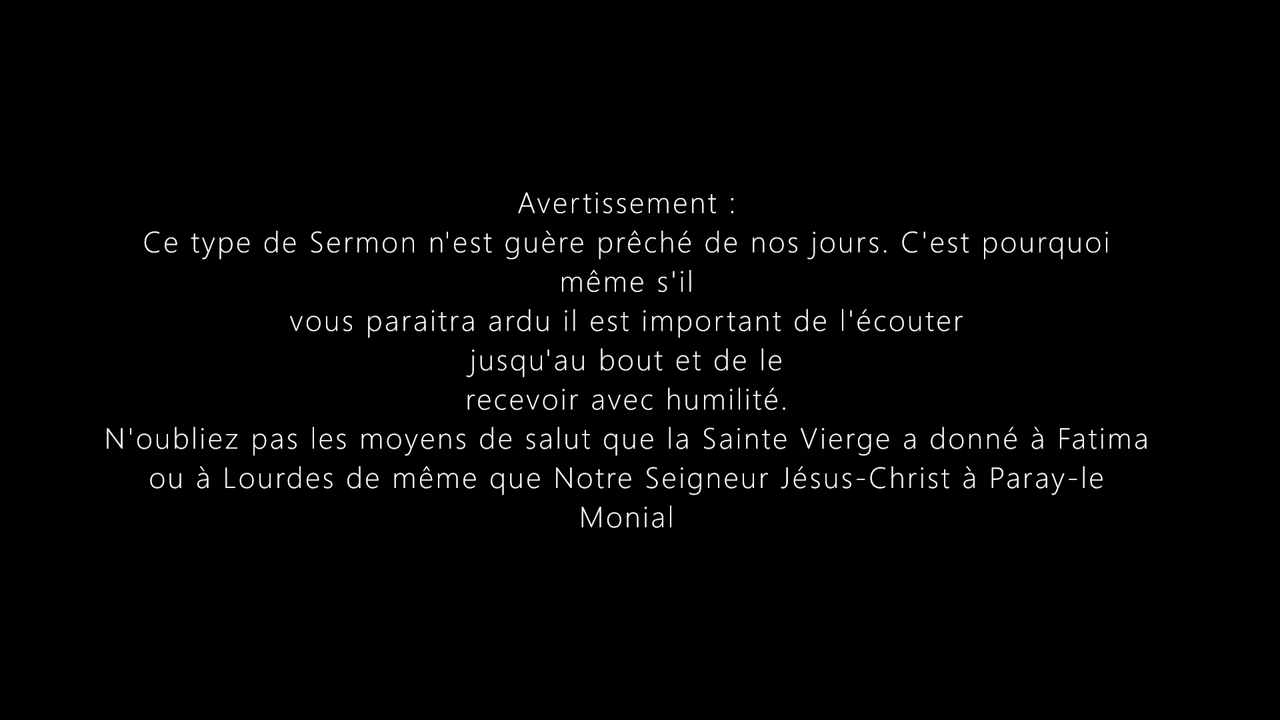 Avertissement :
Ce type de Sermon n'est guère prêché de nos jours. C'est pourquoi
même s'il
vous paraitra ardu il est important de l'écouter
jusqu'au bout et de le
recevoir avec humilité.
N'oubliez pas les moyens de salut que la Sainte Vierge a donné à Fatima
ou à Lourdes de même que Notre Seigneur Jésus-Christ à Paray-le
Monial